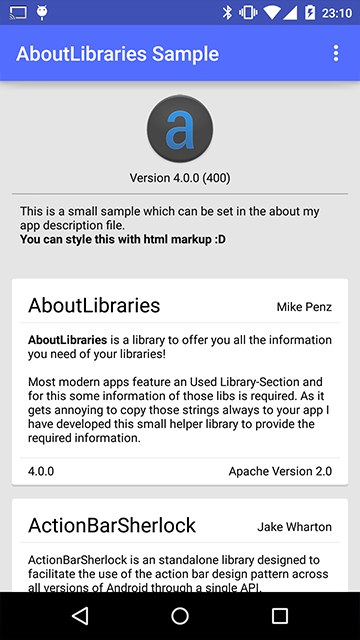 23:10
AboutLibraries Sample
a
Version 4.0.0 (400)
This is a small sample which can be set in the about my
app description file.
You can style this with html markup :D
AboutLibraries
Mike Penz
AboutLibraries is a library to offer you all the information
you need of your libraries!
Most modern apps feature an Used Library-Section and
for this some information of those libs is required. As it
gets annoying to copy those strings always to your app I
have developed this small helper library to provide the
required information.
4.0.0
Apache Version 2.0
ActionBarSherlock
Jake Wharton
ActionBarSherlock is an standalone library designed to
facilitate the use of the action bar design pattern across
all versions of Android through a single API.